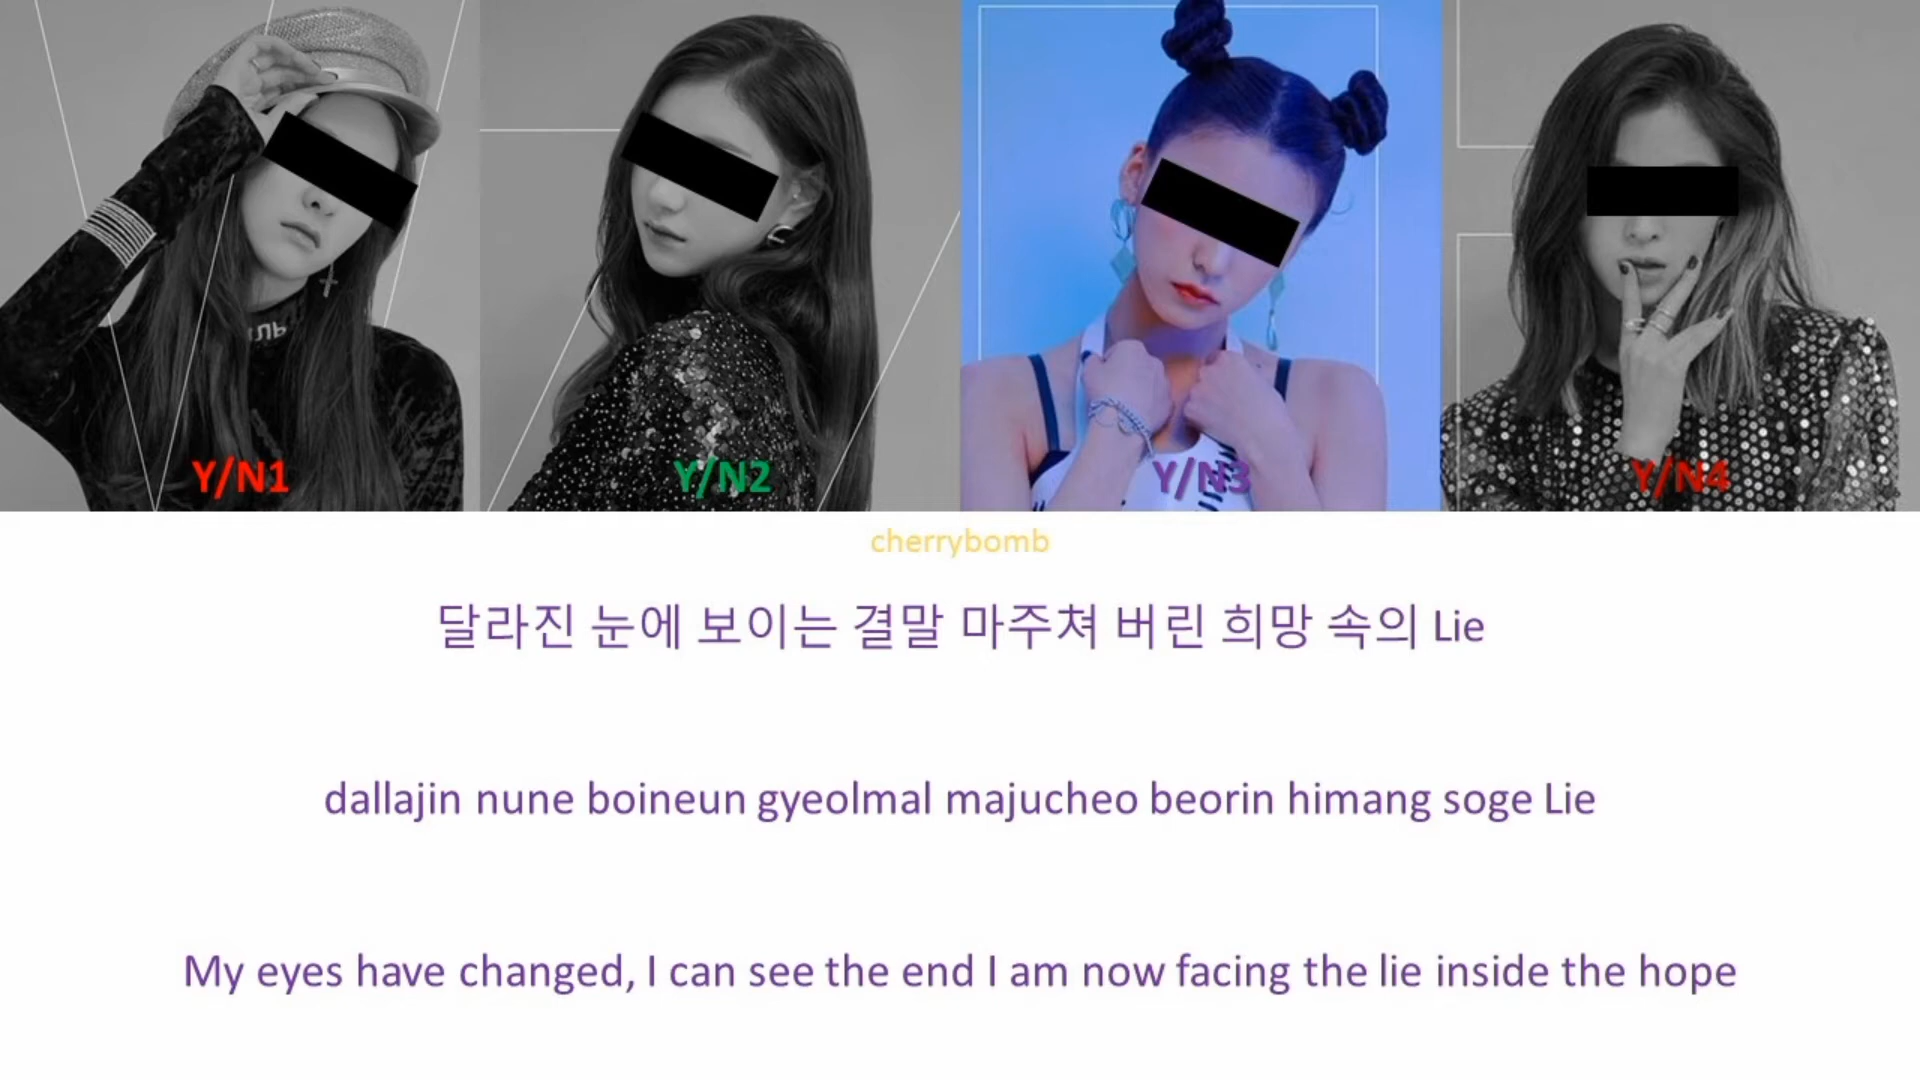 Y/N1
Y/N2
Y/N3
Y/N4
cherrybomb
달라진 눈에 보이는 결말 마주쳐 버린 희망 속의 Lie
dallajin nune boineun gyeolmal majucheo beorin himang soge Lie
My eyes have changed, I can see the end I am now facing the lie inside the hope